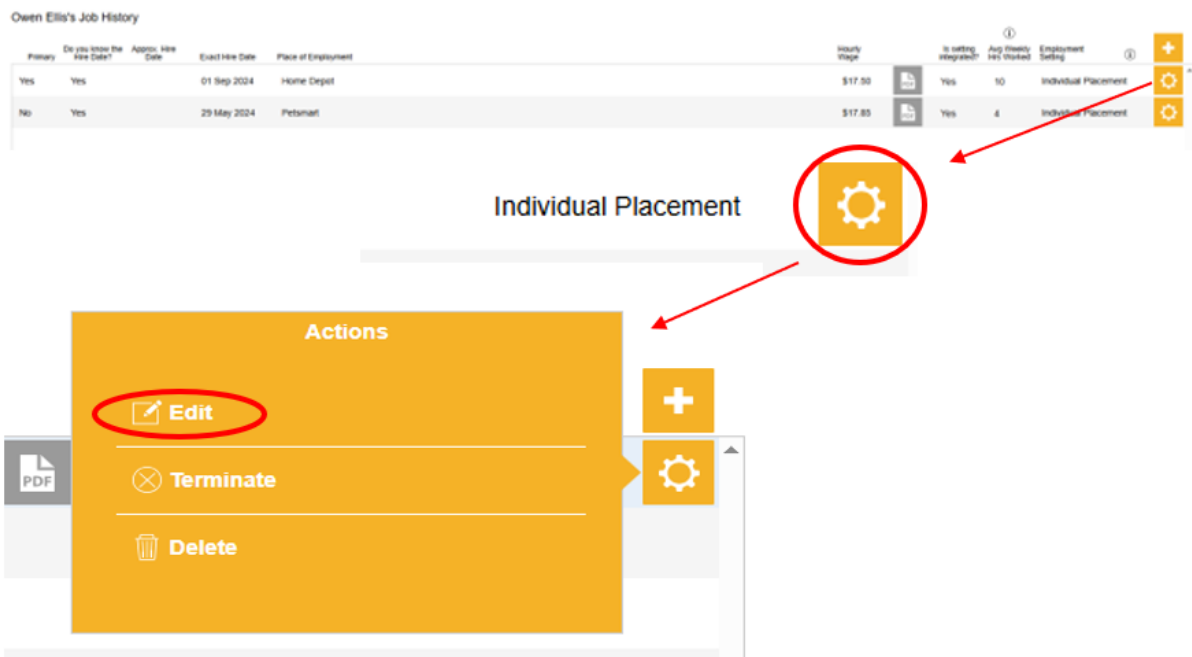 Owen Ellis's Job History
Primary Do you know the Hire Date? Approx. Hire Date Exact Hire Date Place of Employment Hourly Wage Is setting integrated? Avg Weekly Hrs Worked Employment Setting
Yes Yes 01 Sep 2024 Home Depot $17.50 PDF Yes 10 Individual Placement
No Yes 29 May 2024 Petsmart $17.85 PDF Yes 4 Individual Placement
Individual Placement
Actions
Edit
PDF Terminate
Delete